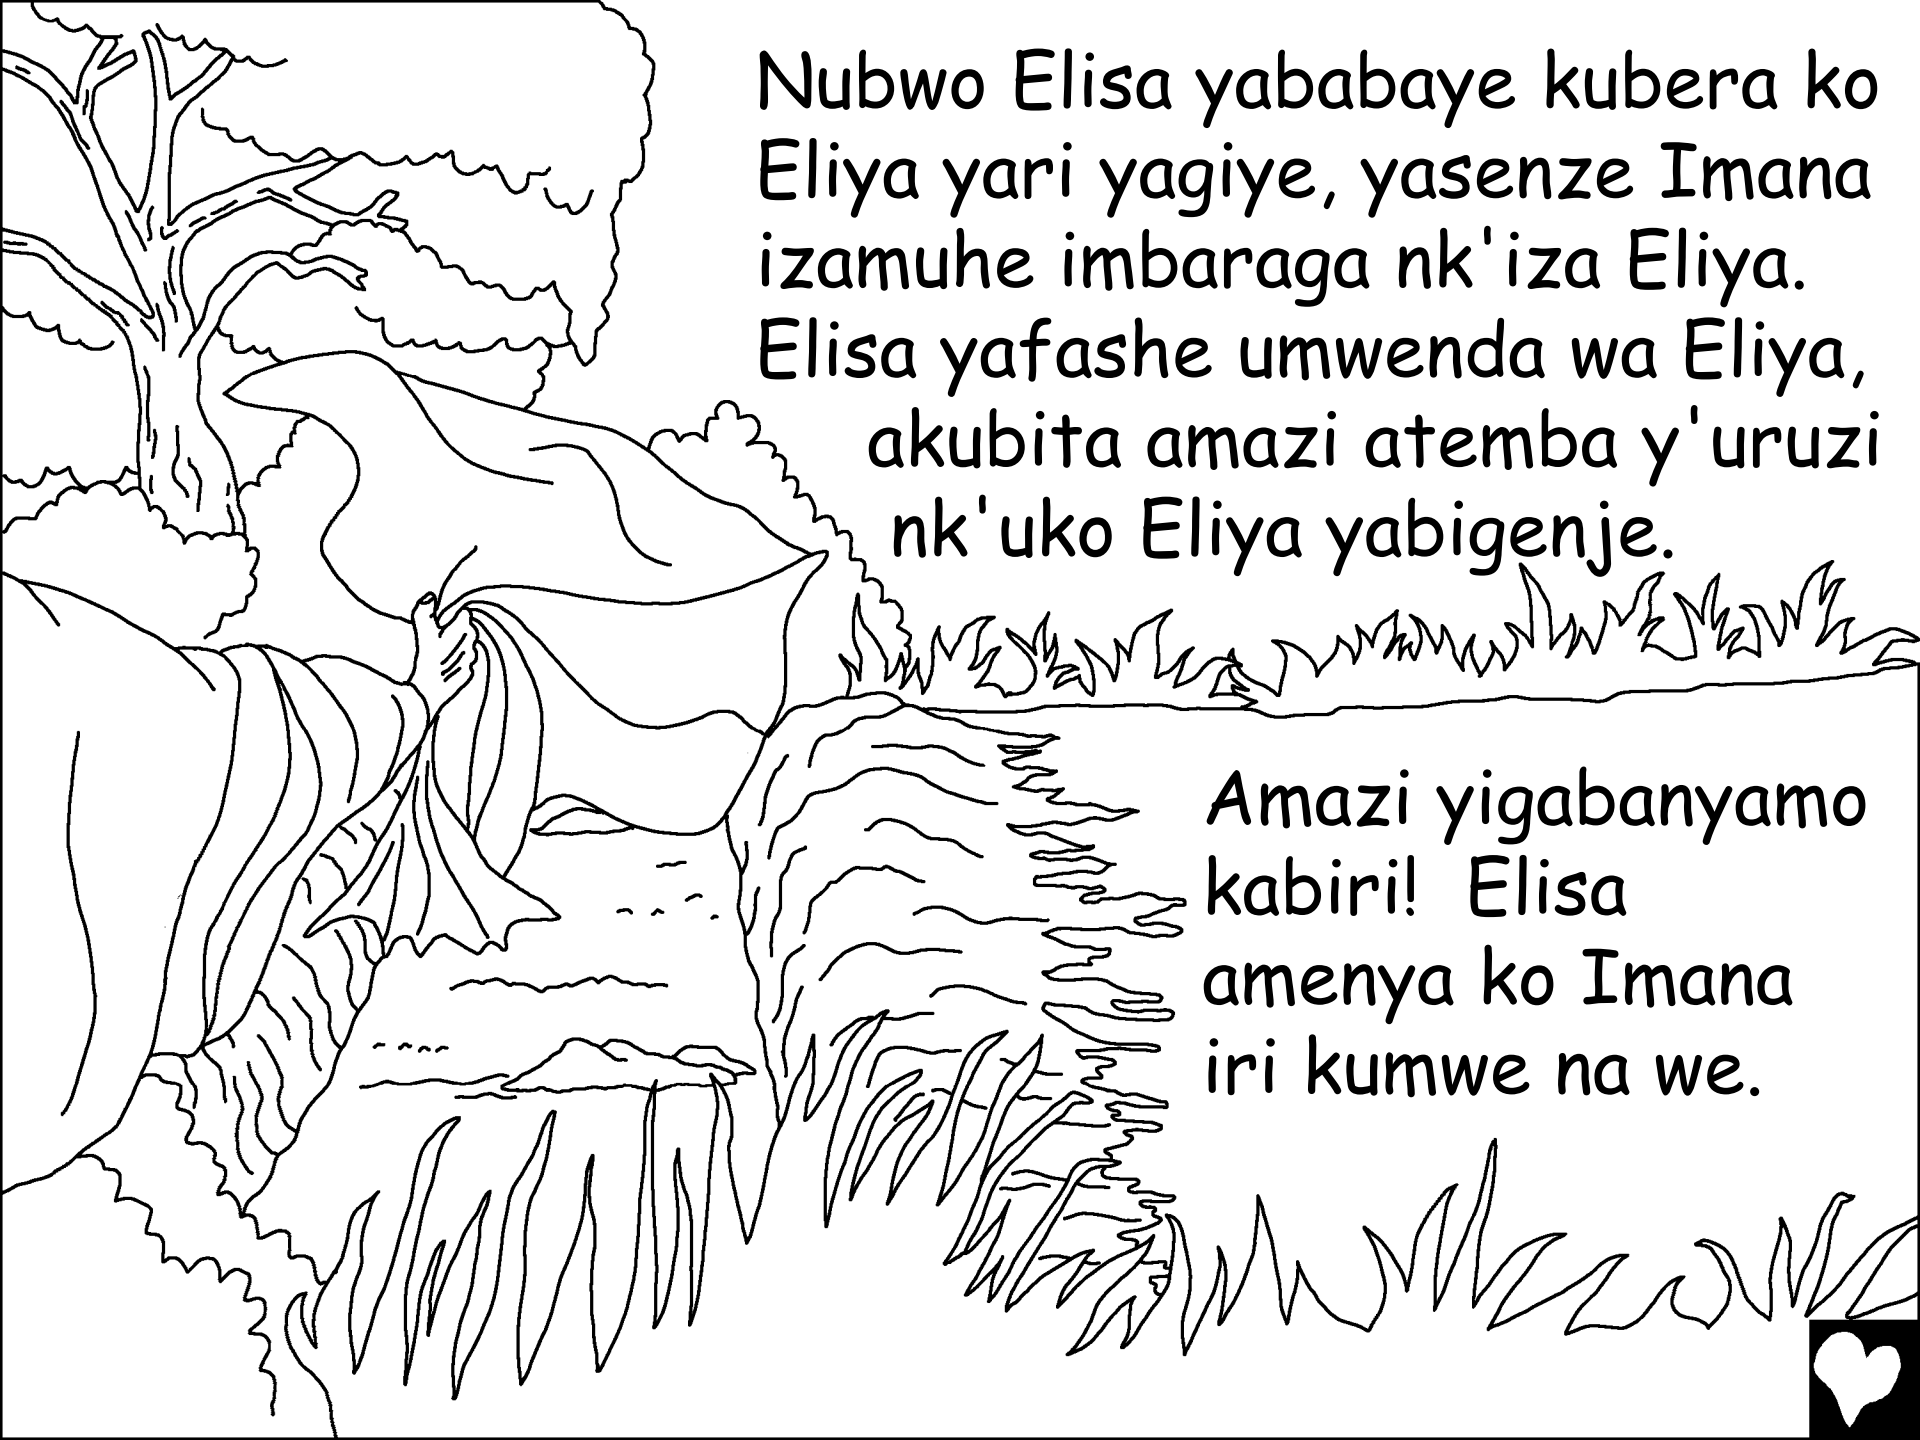 Nubwo Elisa yababaye kubera ko
Eliya yari yagiye, yasenze Imana
izamuhe imbaraga nk'iza Eliya.
Elisa yafashe umwenda wa Eliya,
akubita amazi atemba y'uruzi
nk'uko Eliya yabigenje.
Amazi yigabanyamo
kabiri! Elisa
amenya ko Imana
iri kumwe na we.